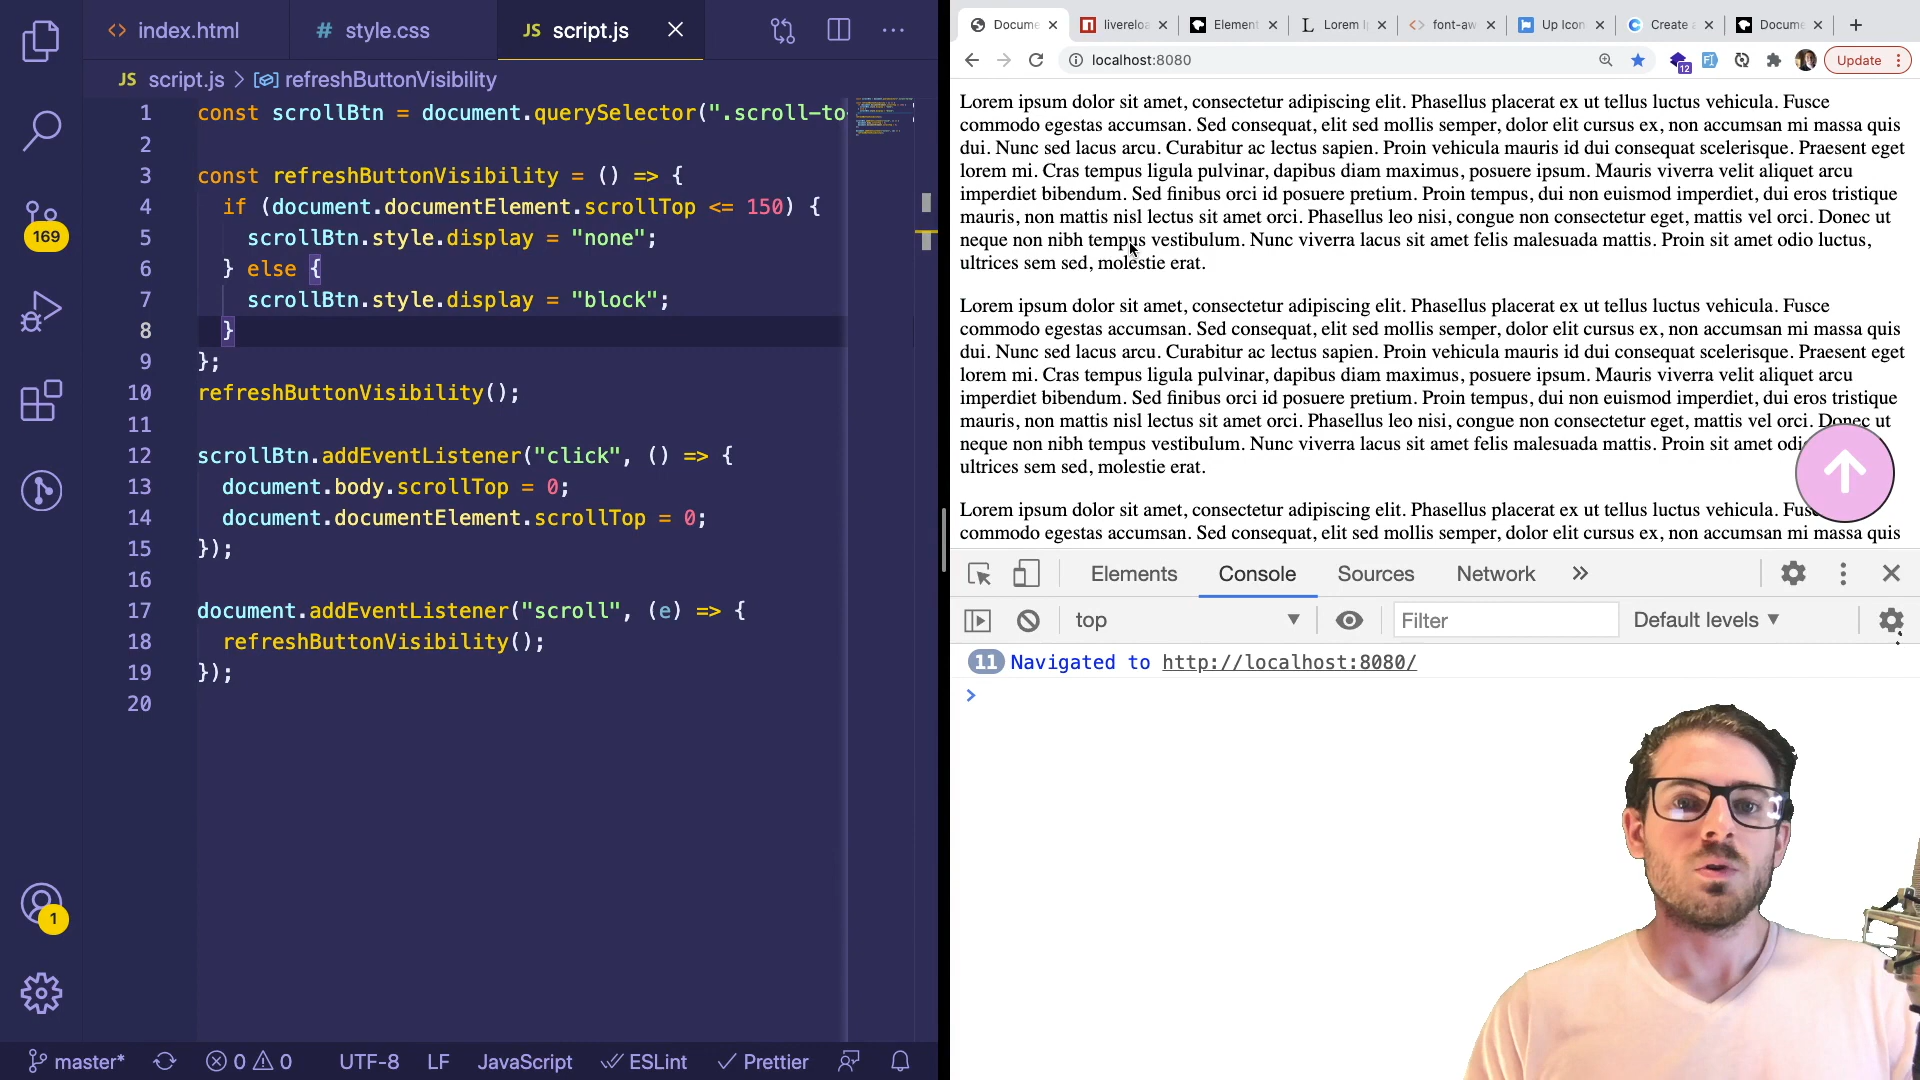 index.html
style.css
JS script.js
JS script.js > refreshButtonVisibility
1 const scrollBtn = document.querySelector(".scroll-to
2
3 const refreshButtonVisibility = () => {
4 if (document.documentElement.scrollTop <= 150) {
5 scrollBtn.style.display = "none";
6 } else {
7 scrollBtn.style.display = "block";
8 }
9 };
10 refreshButtonVisibility();
11
12 scrollBtn.addEventListener("click", () => {
13 document.body.scrollTop = 0;
14 document.documentElement.scrollTop = 0;
15 });
16
17 document.addEventListener("scroll", (e) => {
18 refreshButtonVisibility();
19 });
20
169
1
master*
0 0
UTF-8
LF
JavaScript
ESLint
Prettier
Docume
livereloa
Element
Lorem I
font-aw
Up Icon
Create
Docume
localhost:8080
12
Update
Lorem ipsum dolor sit amet, consectetur adipiscing elit. Phasellus placerat ex ut tellus luctus vehicula. Fusce
commodo egestas accumsan. Sed consequat, elit sed mollis semper, dolor elit cursus ex, non accumsan mi massa quis
dui. Nunc sed lacus arcu. Curabitur ac lectus sapien. Proin vehicula mauris id dui consequat scelerisque. Praesent eget
lorem mi. Cras tempus ligula pulvinar, dapibus diam maximus, posuere ipsum. Mauris viverra velit aliquet arcu
imperdiet bibendum. Sed finibus orci id posuere pretium. Proin tempus, dui non euismod imperdiet, dui eros tristique
mauris, non mattis nisl lectus sit amet orci. Phasellus leo nisi, congue non consectetur eget, mattis vel orci. Donec ut
neque non nibh tempus vestibulum. Nunc viverra lacus sit amet felis malesuada mattis. Proin sit amet odio luctus,
ultrices sem sed, molestie erat.
Lorem ipsum dolor sit amet, consectetur adipiscing elit. Phasellus placerat ex ut tellus luctus vehicula. Fusce
commodo egestas accumsan. Sed consequat, elit sed mollis semper, dolor elit cursus ex, non accumsan mi massa quis
dui. Nunc sed lacus arcu. Curabitur ac lectus sapien. Proin vehicula mauris id dui consequat scelerisque. Praesent eget
lorem mi. Cras tempus ligula pulvinar, dapibus diam maximus, posuere ipsum. Mauris viverra velit aliquet arcu
imperdiet bibendum. Sed finibus orci id posuere pretium. Proin tempus, dui non euismod imperdiet, dui eros tristique
mauris, non mattis nisl lectus sit amet orci. Phasellus leo nisi, congue non consectetur eget, mattis vel orci. Donec ut
neque non nibh tempus vestibulum. Nunc viverra lacus sit amet felis malesuada mattis. Proin sit amet odi
ultrices sem sed, molestie erat.
Lorem ipsum dolor sit amet, consectetur adipiscing elit. Phasellus placerat ex ut tellus luctus vehicula. Fusc
commodo egestas accumsan. Sed consequat, elit sed mollis semper, dolor elit cursus ex, non accumsan mi massa quis
Elements
Console
Sources
Network
top
Filter
Default levels
11 Navigated to http://localhost:8080/